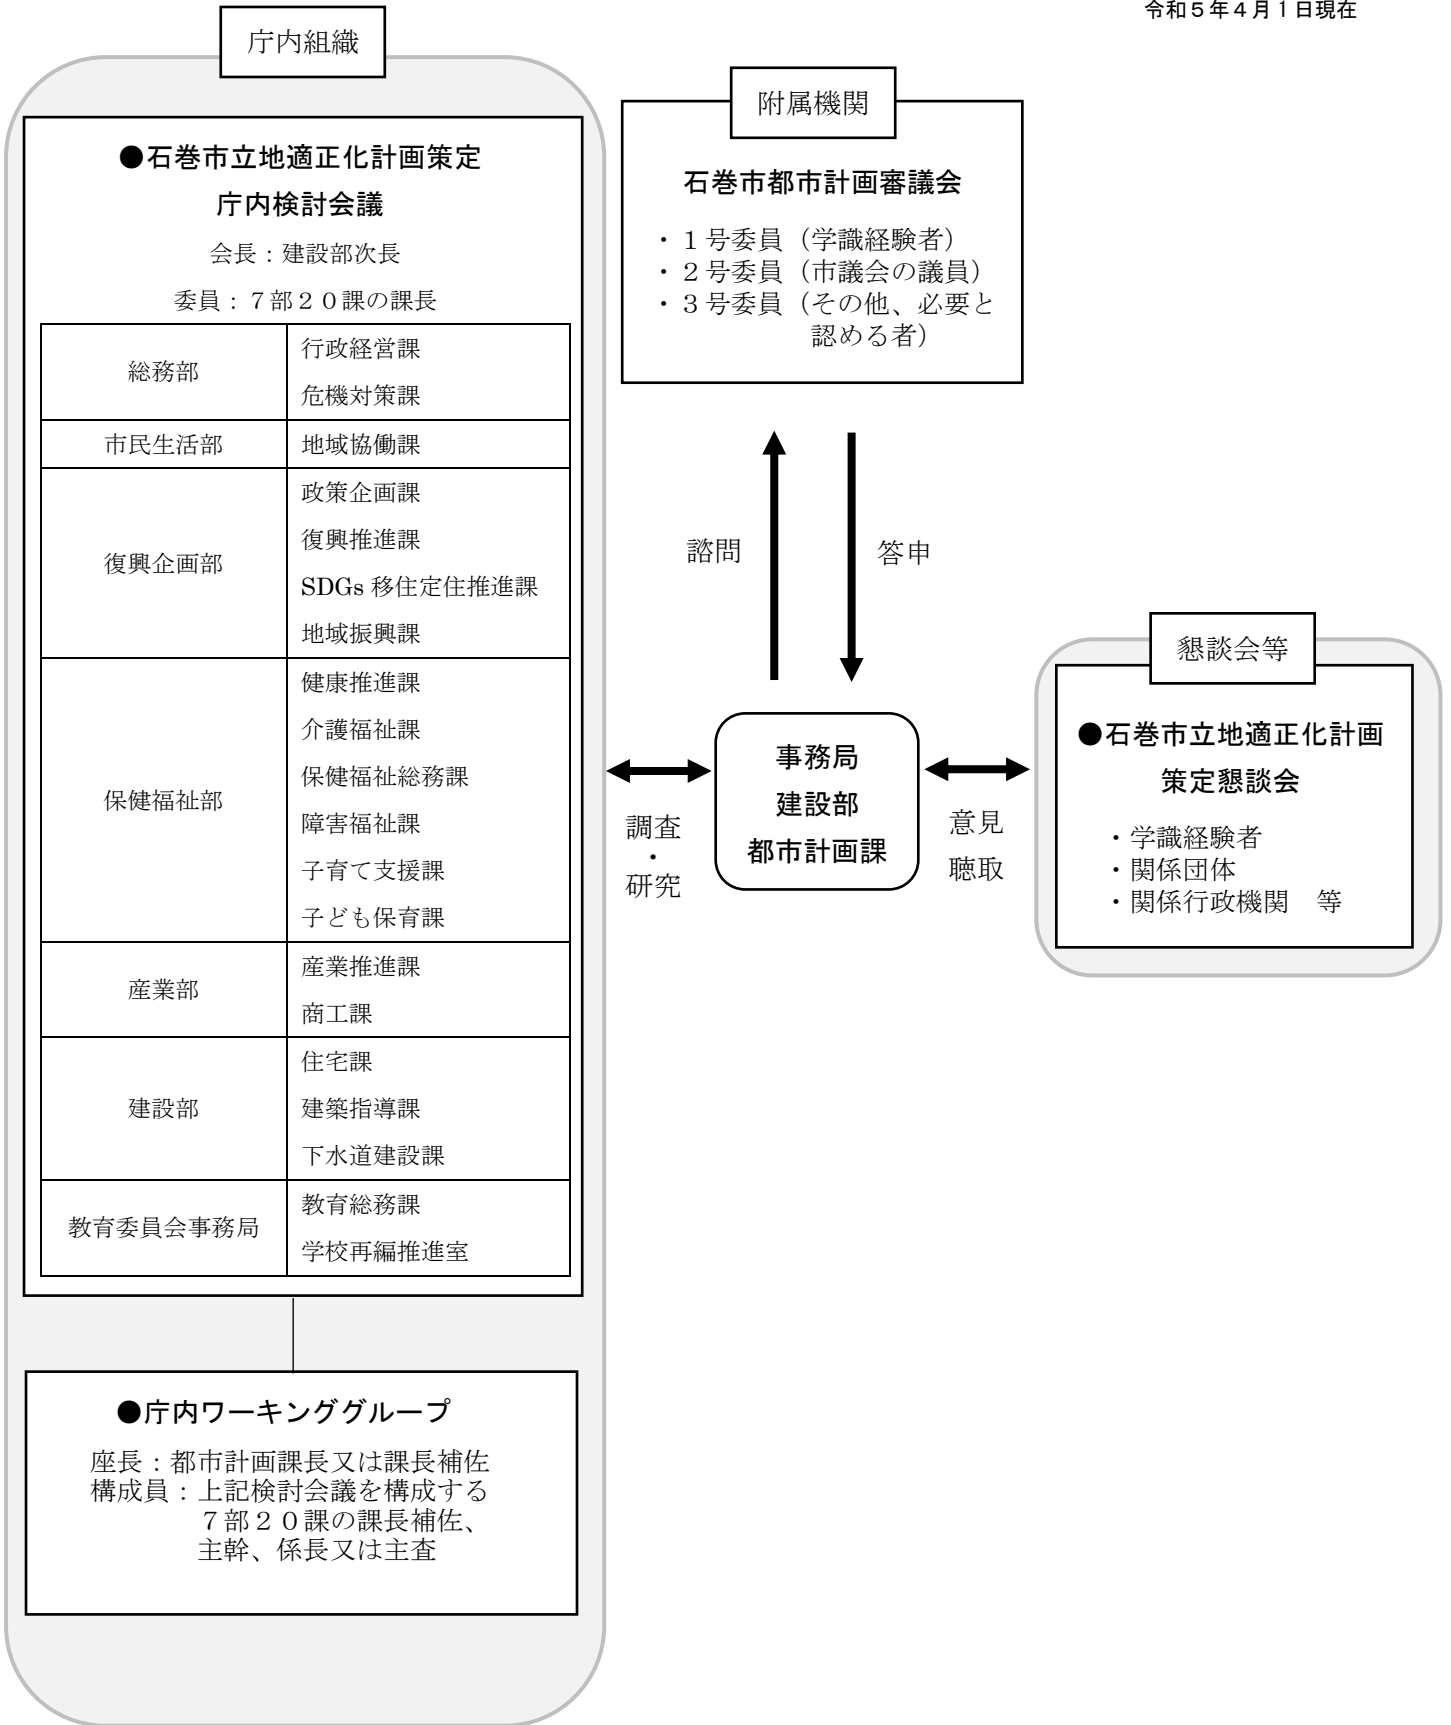 令和５年４月１日現在
庁内組織
●石巻市立地適正化計画策定
庁内検討会議
会長：建設部次長
委員：７部２０課の課長
総務部
行政経営課
危機対策課
市民生活部
地域協働課
復興企画部
政策企画課
復興推進課
SDGs 移住定住推進課
地域振興課
保健福祉部
健康推進課
介護福祉課
保健福祉総務課
障害福祉課
子育て支援課
子ども保育課
産業部
産業推進課
商工課
建設部
住宅課
建築指導課
下水道建設課
教育委員会事務局
教育総務課
学校再編推進室
●庁内ワーキンググループ
座長：都市計画課長又は課長補佐
構成員：上記検討会議を構成する
７部２０課の課長補佐、
主幹、係長又は主査
附属機関
石巻市都市計画審議会
・１号委員（学識経験者）
・２号委員（市議会の議員）
・３号委員（その他、必要と
認める者）
諮問
答申
事務局
建設部
都市計画課
調査
・
研究
意見
聴取
懇談会等
●石巻市立地適正化計画
策定懇談会
・学識経験者
・関係団体
・関係行政機関　等